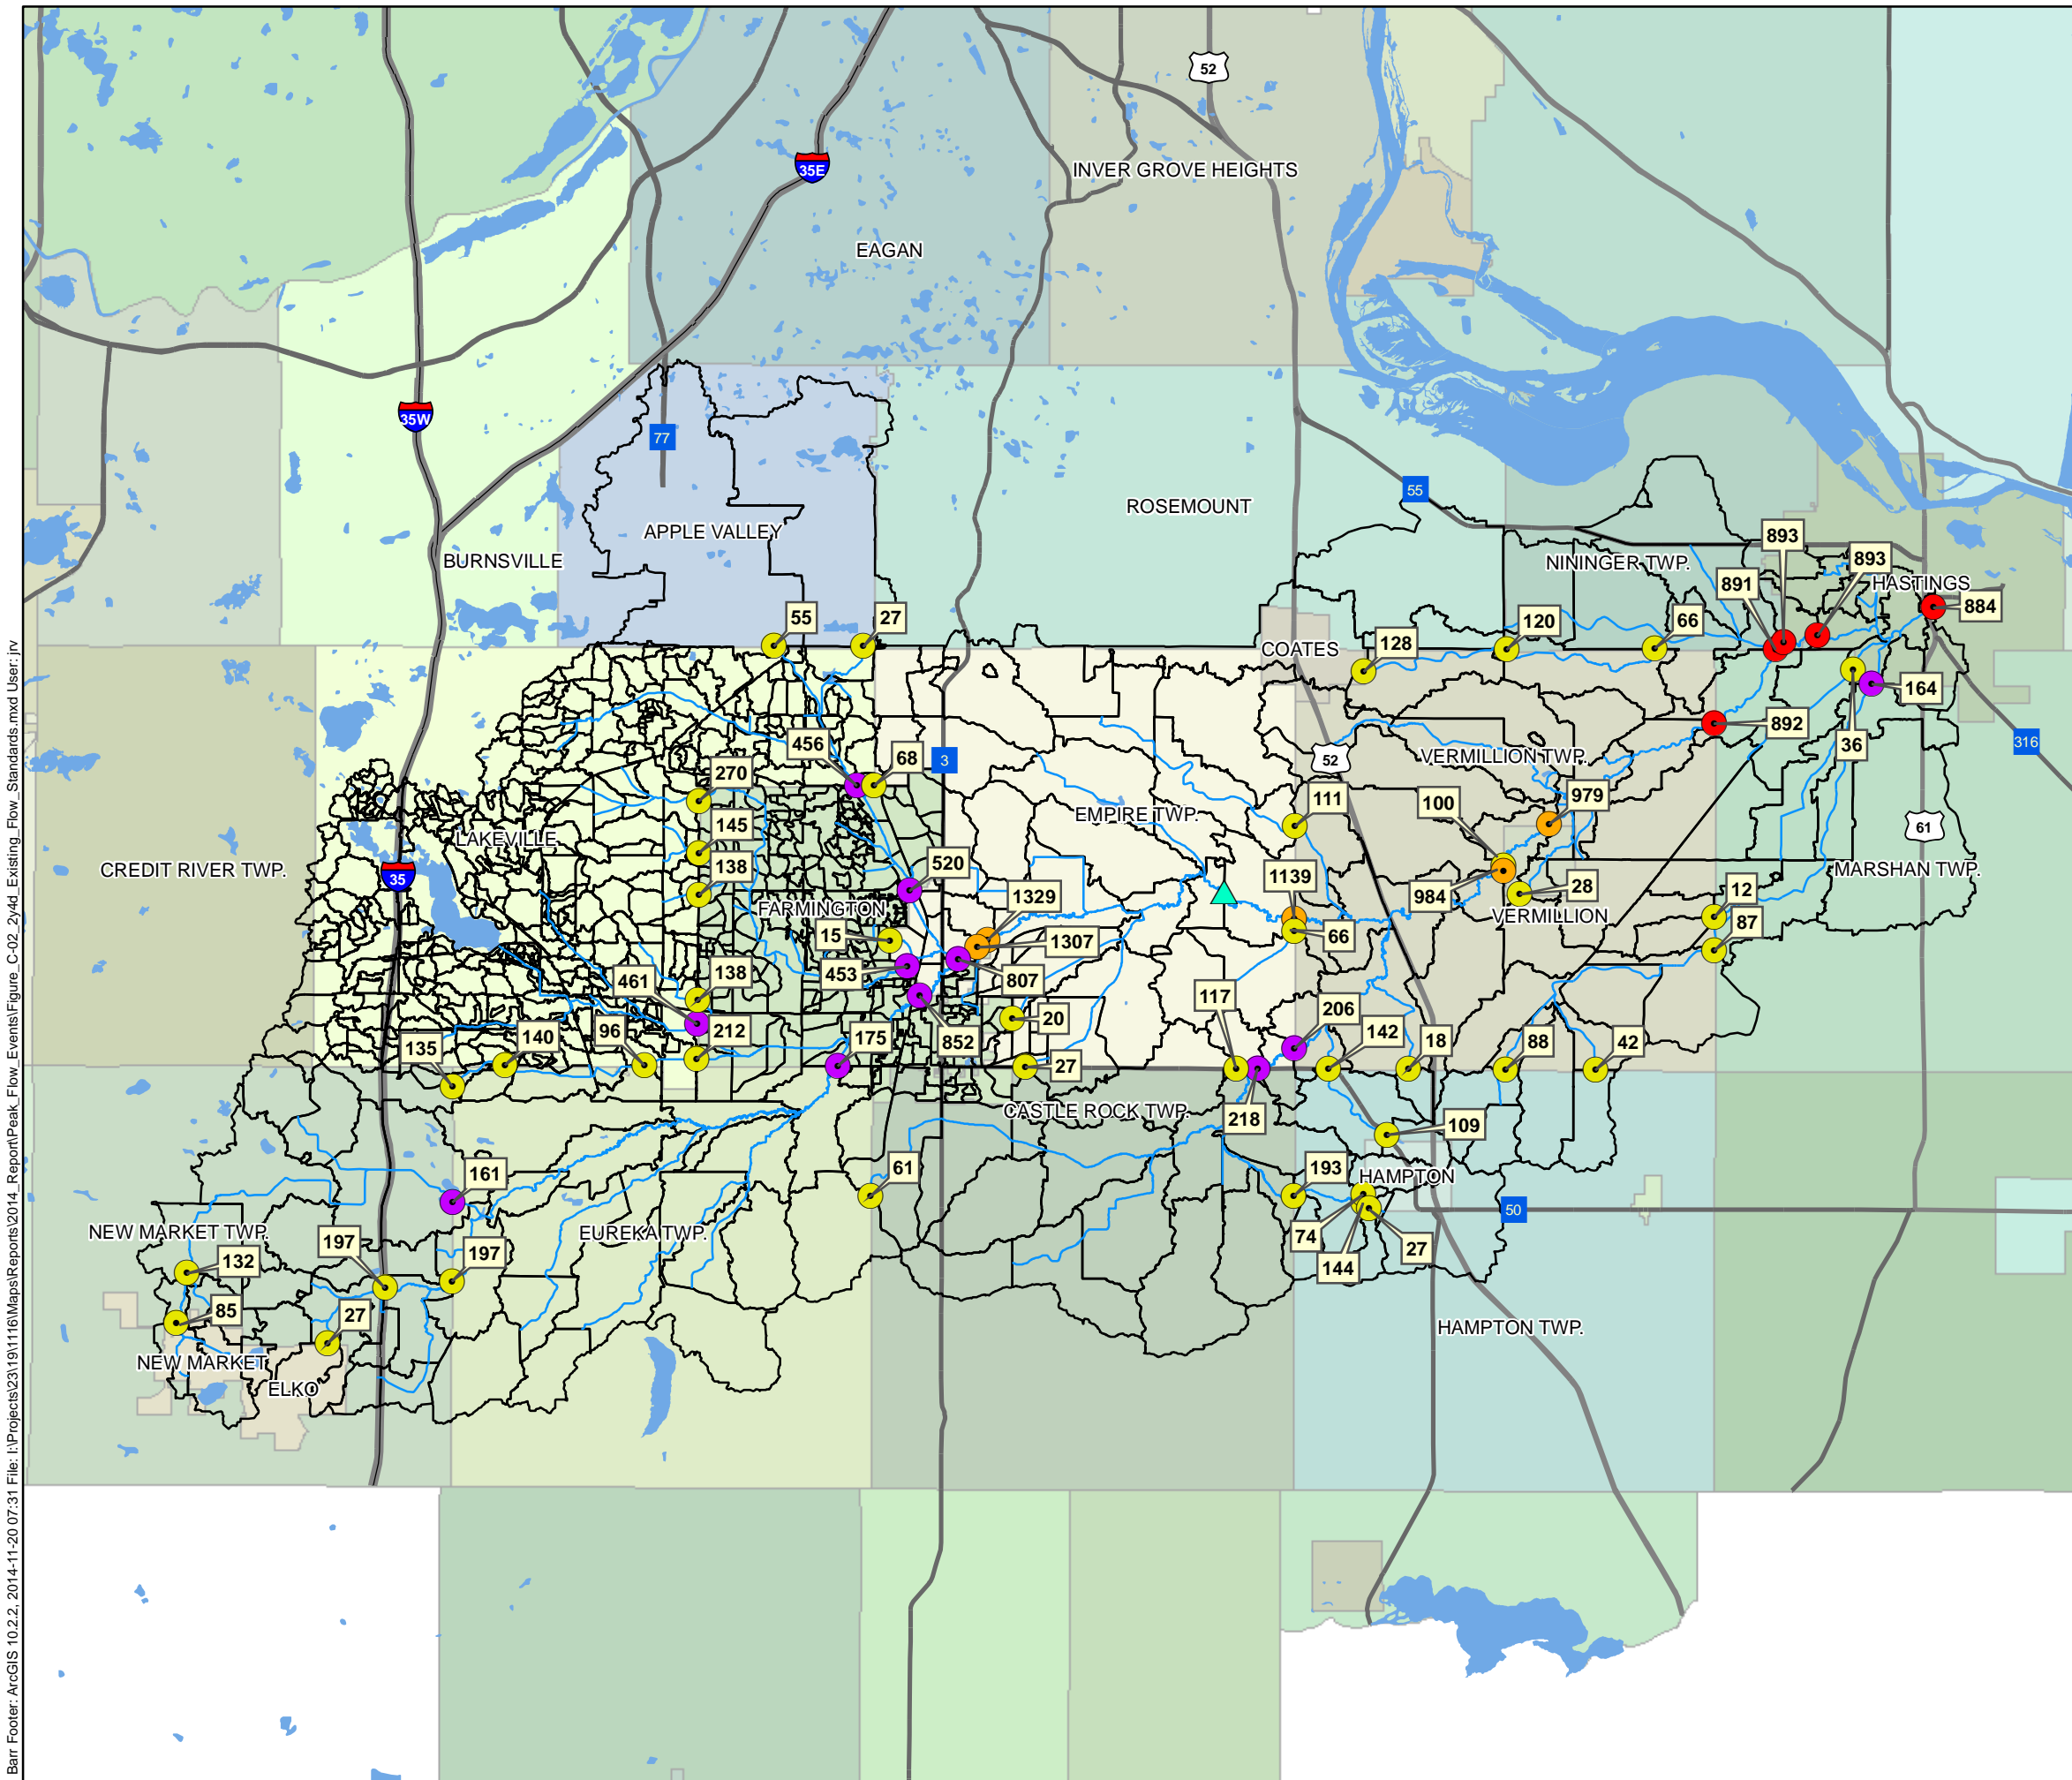 52
35E
INVER GROVE HEIGHTS
EAGAN
35W
77
55
ROSEMOUNT
APPLE VALLEY
BURNSVILLE
893
893
NININGER TWP.
891
HASTINGS
884
55
27
120
66
128
COATES
164
892
36
316
456
68
3
52
VERMILLION TWP.
270
979
100
111
EMPIRE TWP.
145
61
LAKEVILLE
138
520
CREDIT RIVER TWP.
35
1139
MARSHAN TWP.
1329
28
12
984
FARMINGTON
VERMILLION
87
15
1307
66
138
453
461
807
117
206
20
212
175
142
18
88
42
140
96
135
852
27
CASTLE ROCK TWP.
218
109
61
193
161
HAMPTON
50
NEW MARKET TWP.
EUREKA TWP.
74
197
197
27
132
144
85
27
HAMPTON TWP.
NEW MARKET
ELKO
Barr Footer: ArcGIS 10.2.2, 2014-11-20 07:31 File: I:\Projects\23\19\1116\Maps\Reports\2014_Report\Peak_Flow_Events\Figure_C-02_2y4d_Existing_Flow_Standards.mxd User: jrv